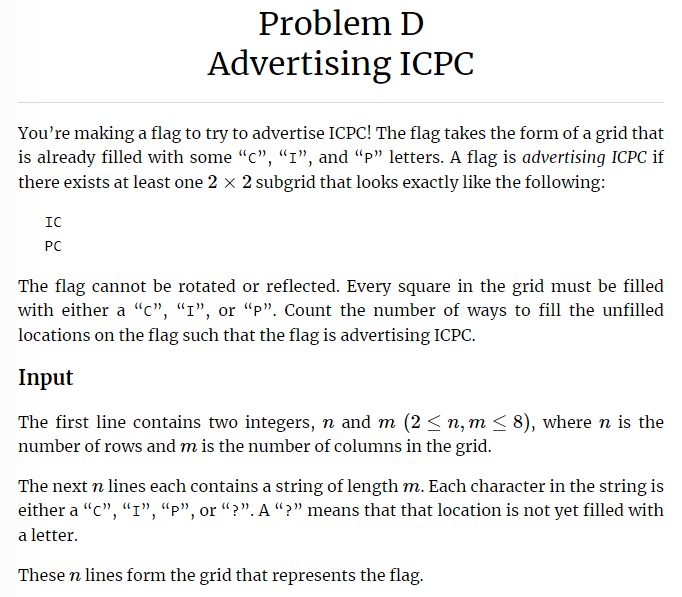 Problem D
Advertising ICPC
You’re making a flag to try to advertise ICPC! The flag takes the form of a grid that
is already filled with some “C”, “I”, and “P” letters. A flag is advertising ICPC if
there exists at least one 2 × 2 subgrid that looks exactly like the following:
IC
PC
The flag cannot be rotated or reflected. Every square in the grid must be filled
with either a “C”, “I”, or “P”. Count the number of ways to fill the unfilled
locations on the flag such that the flag is advertising ICPC.
Input
The first line contains two integers, n and m (2 ≤ n, m ≤ 8), where n is the
number of rows and m is the number of columns in the grid.
The next n lines each contains a string of length m. Each character in the string is
either a “C”, “I”, “P”, or “?”. A “?” means that that location is not yet filled with
a letter.
These n lines form the grid that represents the flag.